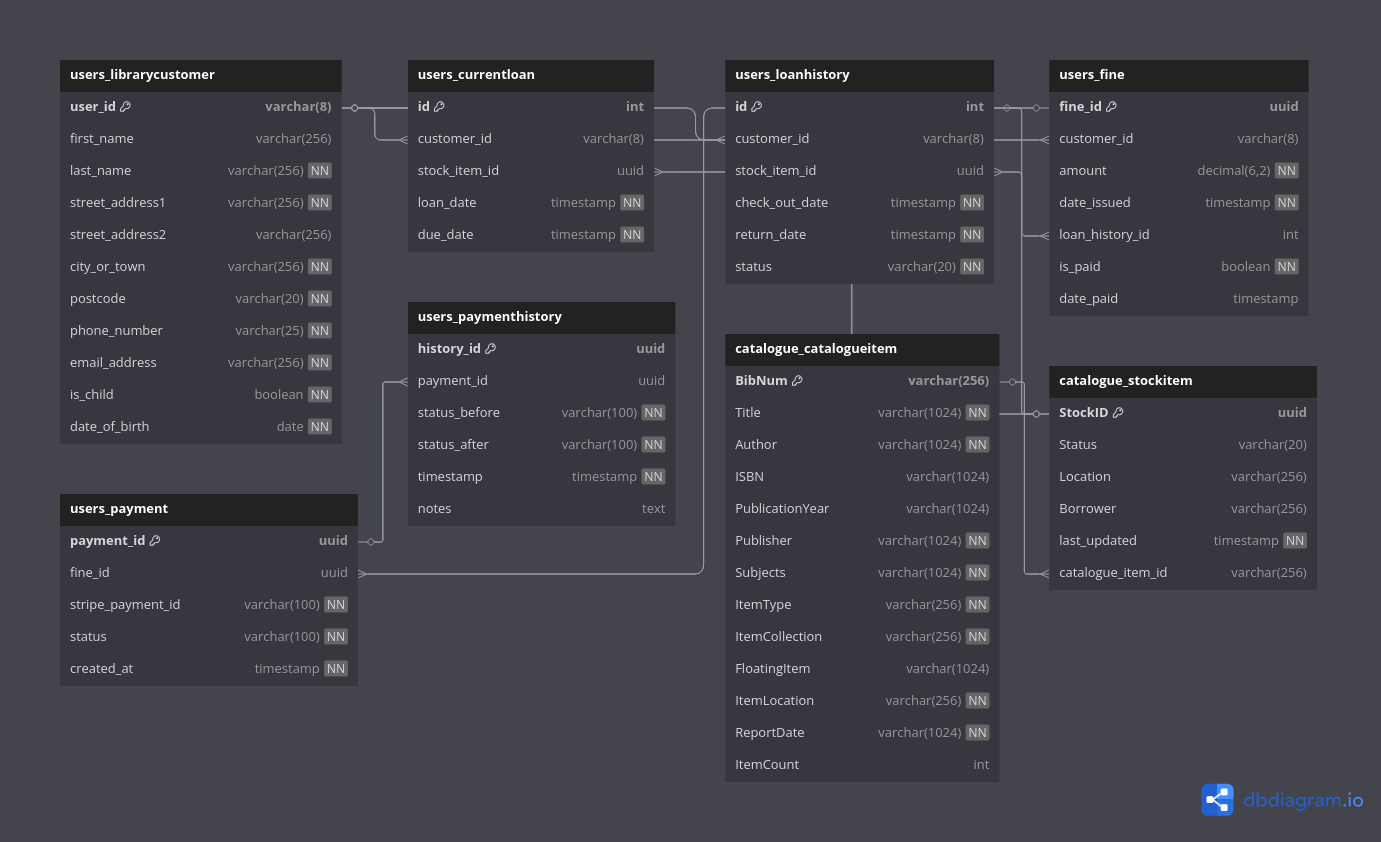 users_librarycustomer
user_id varchar(8)
first_name varchar(256)
last_name varchar(256) NN
street_address1 varchar(256) NN
street_address2 varchar(256)
city_or_town varchar(256) NN
postcode varchar(20) NN
phone_number varchar(25) NN
email_address varchar(256) NN
is_child boolean NN
date_of_birth date NN
users_currentloan
id int
customer_id varchar(8)
stock_item_id uuid
loan_date timestamp NN
due_date timestamp NN
users_loanhistory
id int
customer_id varchar(8)
stock_item_id uuid
check_out_date timestamp NN
return_date timestamp NN
status varchar(20) NN
users_fine
fine_id uuid
customer_id varchar(8)
amount decimal(6,2) NN
date_issued timestamp NN
loan_history_id int
is_paid boolean NN
date_paid timestamp
users_paymenthistory
history_id uuid
payment_id uuid
status_before varchar(100) NN
status_after varchar(100) NN
timestamp timestamp NN
notes text
catalogue_catalogueitem
BibNum varchar(256)
Title varchar(1024) NN
Author varchar(1024) NN
ISBN varchar(1024)
PublicationYear varchar(1024)
Publisher varchar(1024) NN
Subjects varchar(1024) NN
ItemType varchar(256) NN
ItemCollection varchar(256) NN
FloatingItem varchar(1024)
ItemLocation varchar(256) NN
ReportDate varchar(1024) NN
ItemCount int
catalogue_stockitem
StockID uuid
Status varchar(20)
Location varchar(256)
Borrower varchar(256)
last_updated timestamp NN
catalogue_item_id varchar(256)
users_payment
payment_id uuid
fine_id uuid
stripe_payment_id varchar(100) NN
status varchar(100) NN
created_at timestamp NN
dbdiagram.io